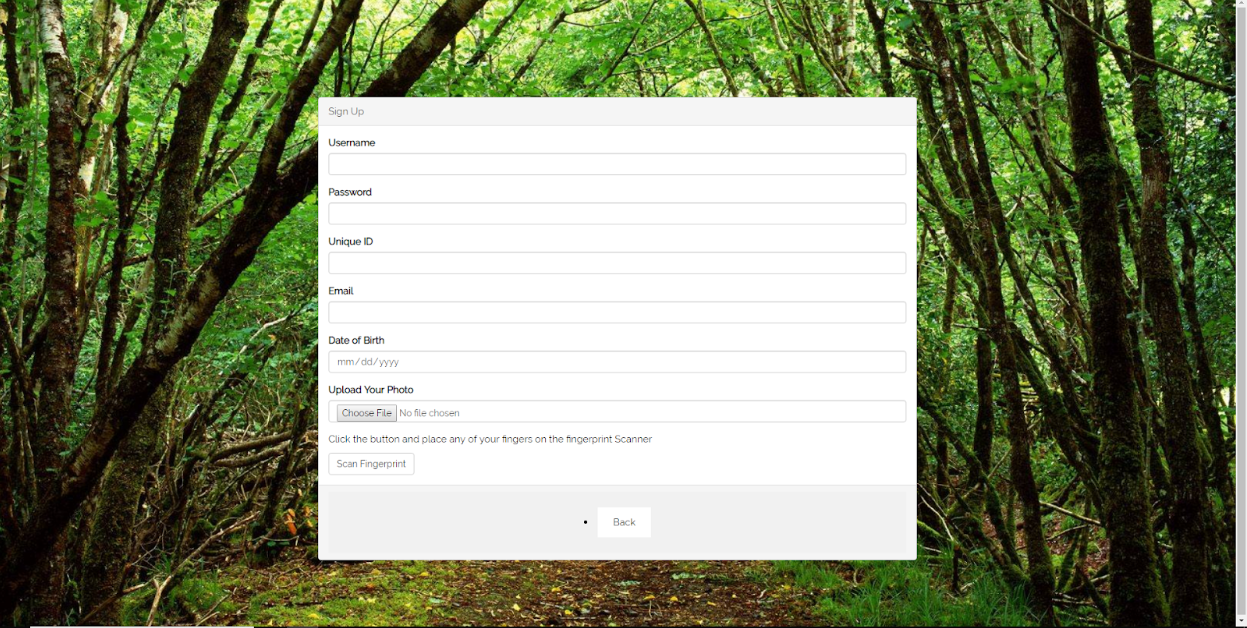 Sign Up
Username
Password
Unique ID
Email
Date of Birth
mm/dd/yyyy
Upload Your Photo
Choose File No file chosen
Click the button and place any of your fingers on the fingerprint Scanner
Scan Fingerprint
Back